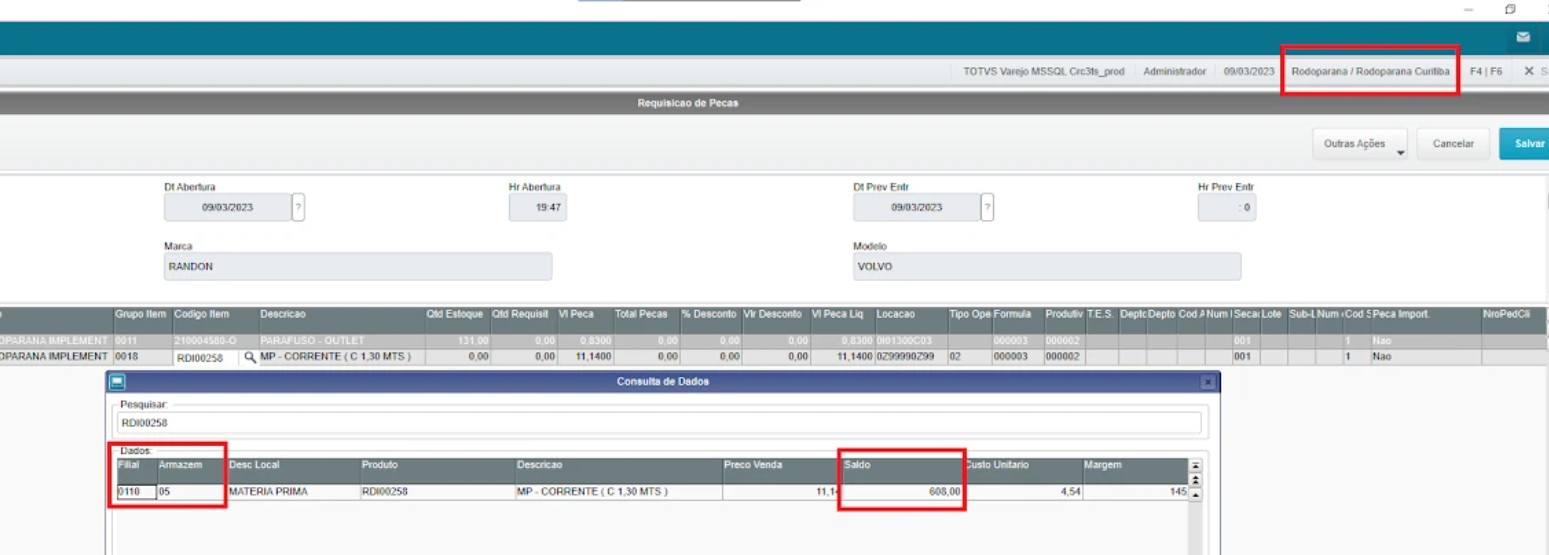 TOTVS Varejo MSSQL Crc3fs_prod Administrador 09/03/2023 Rodoparana / Rodoparana Curitiba F4 | F6
Requisicao de Pecas
Outras Ações Cancelar Salvar
Dt Abertura Hr Abertura Dt Prev Entr Hr Prev Entr
09/03/2023 ? 19:47 09/03/2023 ? : 0
Marca Modelo
RANDON VOLVO
Grupo Item Codigo Item Descricao Qtd Estoque Qtd Requisit Vl Peca Total Pecas % Desconto Vlr Desconto Vl Peca Liq Locacao Tipo Ope Formula Produtiv T.E.S. Depto Depto Cod A Num Secao Lote Sub-L Num Cod S Peca Import. NroPedCli
OPARANA IMPLEMENT 0011 210004580-O PARAFUSO - OUTLET 131,00 0,00 0,8300 0,00 0,00 0,00 0,8300 0I01300C03 000003 000002 001 1 Nao
OPARANA IMPLEMENT 0018 RDI00258 MP - CORRENTE ( C 1,30 MTS ) 0,00 0,00 11,1400 0,00 0,00 0,00 11,1400 0Z99990Z99 02 000003 000002 001 1 Nao
Consulta de Dados
Pesquisar:
RDI00258
Dados:
Filial Armazem Desc Local Produto Descricao Preco Venda Saldo Custo Unitario Margem
0110 05 MATERIA PRIMA RDI00258 MP - CORRENTE ( C 1,30 MTS ) 11,14 608,00 4,54 145